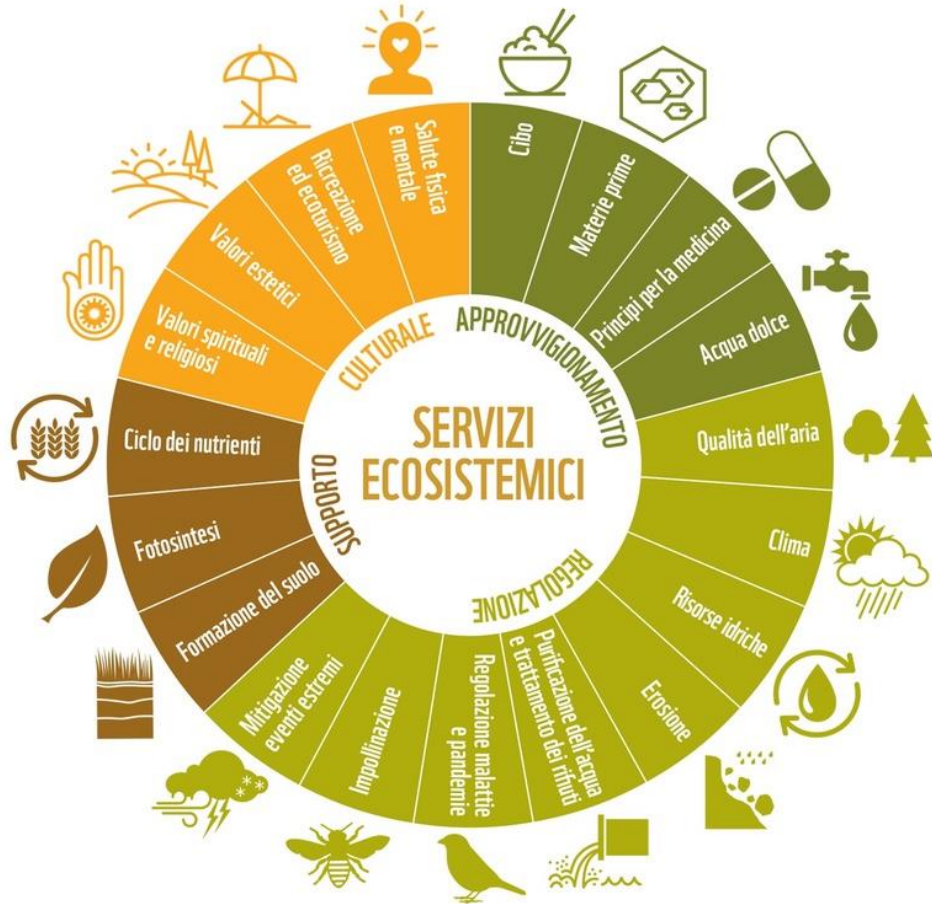 SERVIZI
ECOSISTEMICI
APPROVVIGIONAMENTO
Cibo
Materie prime
Principi per la medicina
Acqua dolce
REGOLAZIONE
Qualità dell'aria
Clima
Risorse idriche
Erosione
Purificazione dell'acqua
e trattamento dei rifuti
Regolazione malattie
e pandemie
Impollinazione
Mitigazione
eventi estremi
SUPPORTO
Formazione del suolo
Fotosintesi
Ciclo dei nutrienti
CULTURALE
Valori spirituali
e religiosi
Valori estetici
Ricreazione
ed ecoturismo
Salute fisica
e mentale